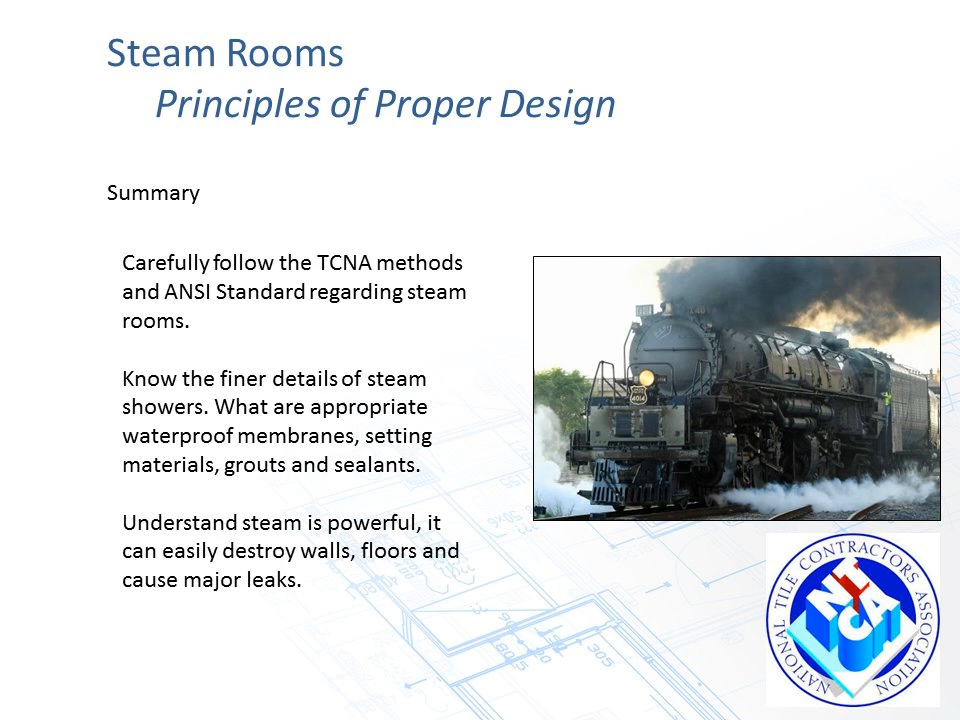 Steam Rooms
Principles of Proper Design
Summary
Carefully follow the TCNA methods
and ANSI Standard regarding steam
rooms.
Know the finer details of steam
showers. What are appropriate
waterproof membranes, setting
materials, grouts and sealants.
Understand steam is powerful, it
can easily destroy walls, floors and
cause major leaks.
4014
NATIONAL TILE CONTRACTORS ASSOCIATION
NTCA
305